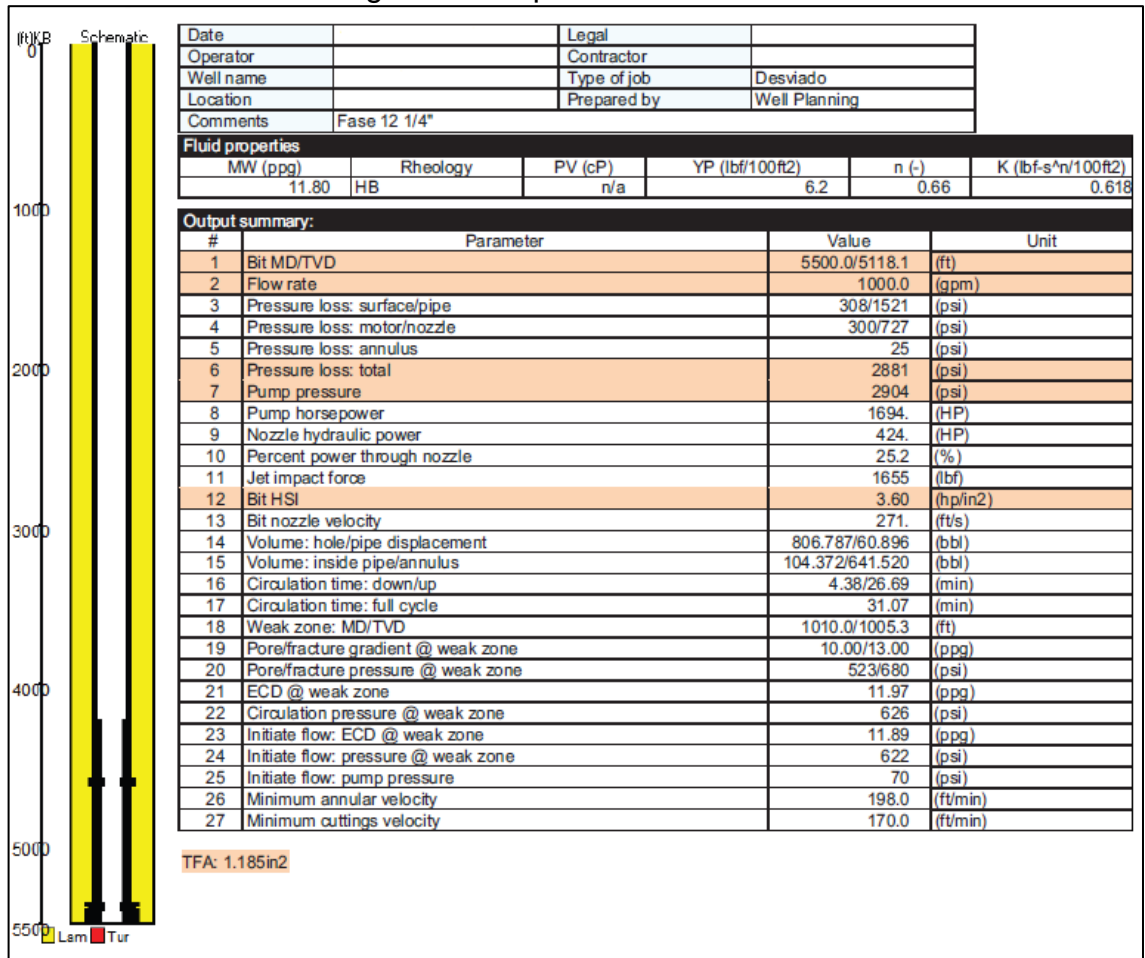 (ft)KB Schematic
0
1000
2000
3000
4000
5000
5500
Lam Tur
Date Legal
Operator Contractor
Well name Type of job Desviado
Location Prepared by Well Planning
Comments Fase 12 1/4"
Fluid properties
MW (ppg) Rheology PV (cP) YP (lbf/100ft2) n (-) K (lbf-s^n/100ft2)
11.80 HB n/a 6.2 0.66 0.618
Output summary:
# Parameter Value Unit
1 Bit MD/TVD 5500.0/5118.1 (ft)
2 Flow rate 1000.0 (gpm)
3 Pressure loss: surface/pipe 308/1521 (psi)
4 Pressure loss: motor/nozzle 300/727 (psi)
5 Pressure loss: annulus 25 (psi)
6 Pressure loss: total 2881 (psi)
7 Pump pressure 2904 (psi)
8 Pump horsepower 1694. (HP)
9 Nozzle hydraulic power 424. (HP)
10 Percent power through nozzle 25.2 (%)
11 Jet impact force 1655 (lbf)
12 Bit HSI 3.60 (hp/in2)
13 Bit nozzle velocity 271. (ft/s)
14 Volume: hole/pipe displacement 806.787/60.896 (bbl)
15 Volume: inside pipe/annulus 104.372/641.520 (bbl)
16 Circulation time: down/up 4.38/26.69 (min)
17 Circulation time: full cycle 31.07 (min)
18 Weak zone: MD/TVD 1010.0/1005.3 (ft)
19 Pore/fracture gradient @ weak zone 10.00/13.00 (ppg)
20 Pore/fracture pressure @ weak zone 523/680 (psi)
21 ECD @ weak zone 11.97 (ppg)
22 Circulation pressure @ weak zone 626 (psi)
23 Initiate flow: ECD @ weak zone 11.89 (ppg)
24 Initiate flow: pressure @ weak zone 622 (psi)
25 Initiate flow: pump pressure 70 (psi)
26 Minimum annular velocity 198.0 (ft/min)
27 Minimum cuttings velocity 170.0 (ft/min)
TFA: 1.185in2